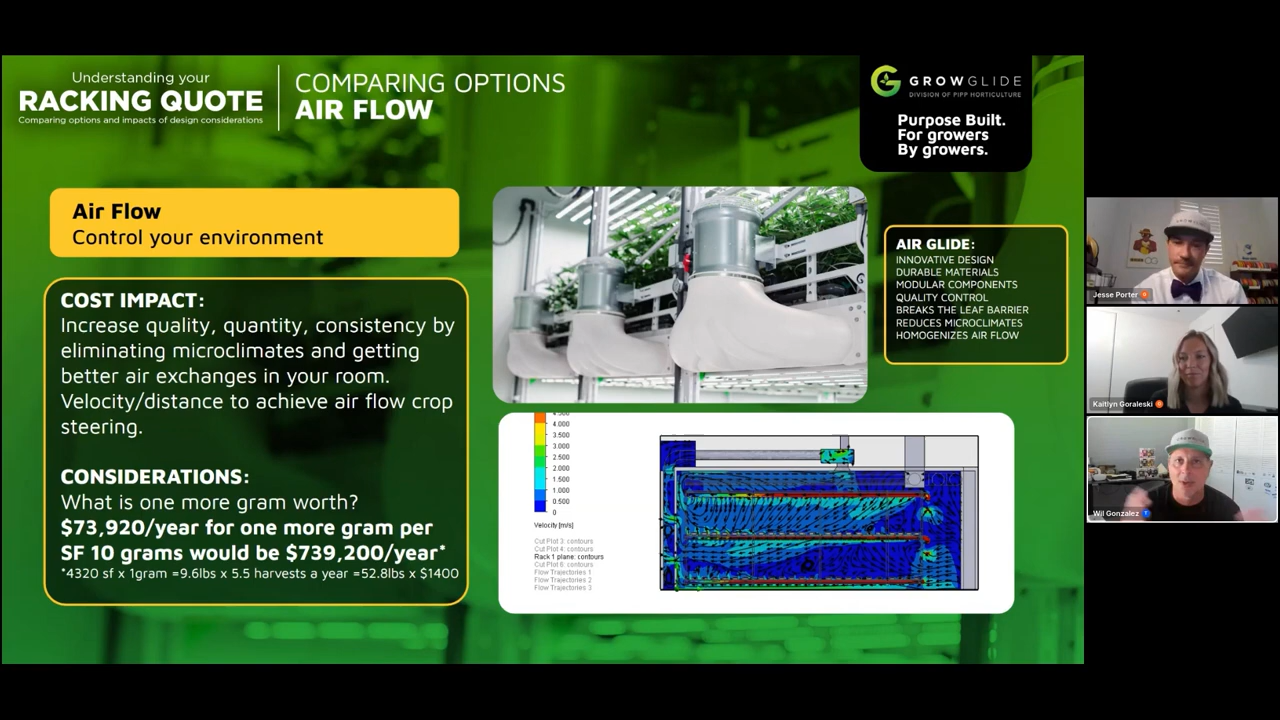 Understanding your
RACKING QUOTE
Comparing options and impacts of design considerations
COMPARING OPTIONS
AIR FLOW
GROWGLIDE
DIVISION OF PIPP HORTICULTURE
Purpose Built.
For growers
By growers.
Air Flow
Control your environment
COST IMPACT:
Increase quality, quantity, consistency by
eliminating microclimates and getting
better air exchanges in your room.
Velocity/distance to achieve air flow crop
steering.
CONSIDERATIONS:
What is one more gram worth?
$73,920/year for one more gram per
SF 10 grams would be $739,200/year*
*4320 sf x 1gram =9.6lbs x 5.5 harvests a year =52.8lbs x $1400
AIR GLIDE:
INNOVATIVE DESIGN
DURABLE MATERIALS
MODULAR COMPONENTS
QUALITY CONTROL
BREAKS THE LEAF BARRIER
REDUCES MICROCLIMATES
HOMOGENIZES AIR FLOW
4.000
3.500
3.000
2.500
2.000
1.500
1.000
0.500
0
Velocity [m/s]
Cut Plot 3: contours
Cut Plot 4: contours
Rack 1 plane: contours
Cut Plot 6: contours
Flow Trajectories 1
Flow Trajectories 2
Flow Trajectories 3
Jesse Porter
Kaitlyn Goraleski
Wil Gonzalez